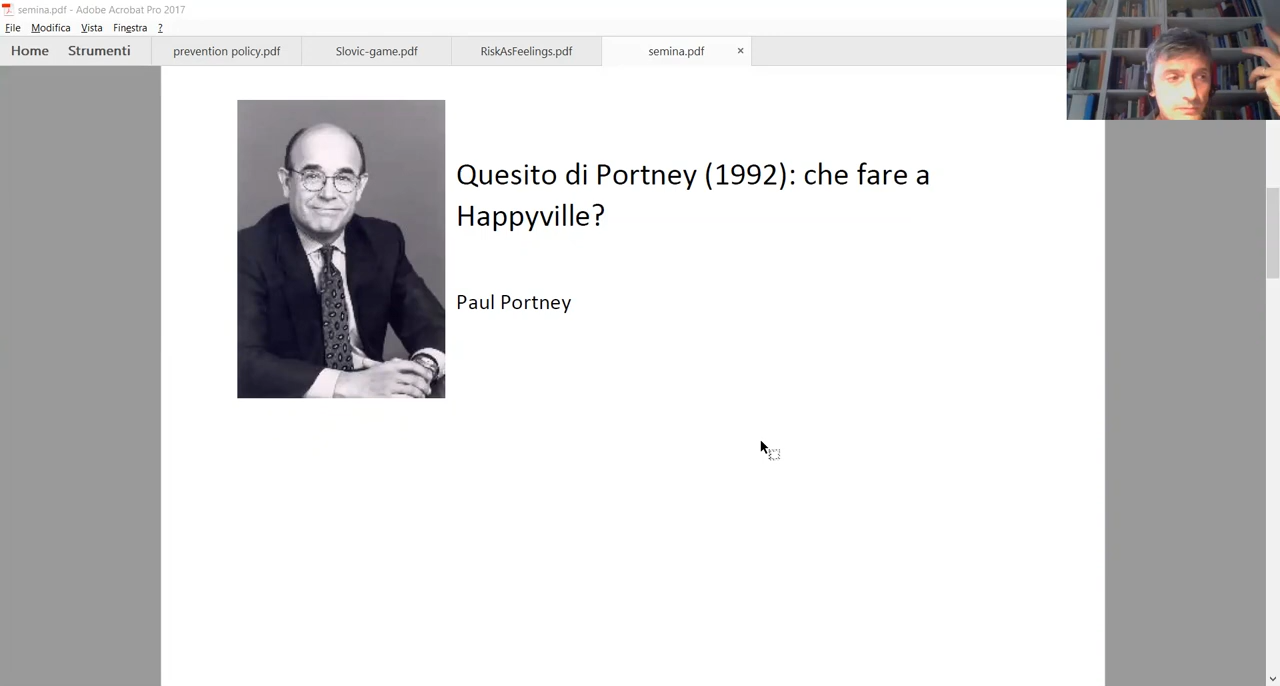 semina.pdf - Adobe Acrobat Pro 2017
File Modifica Vista Finestra ?
Home Strumenti prevention policy.pdf Slovic-game.pdf RiskAsFeelings.pdf semina.pdf ×
Quesito di Portney (1992): che fare a
Happyville?
Paul Portney